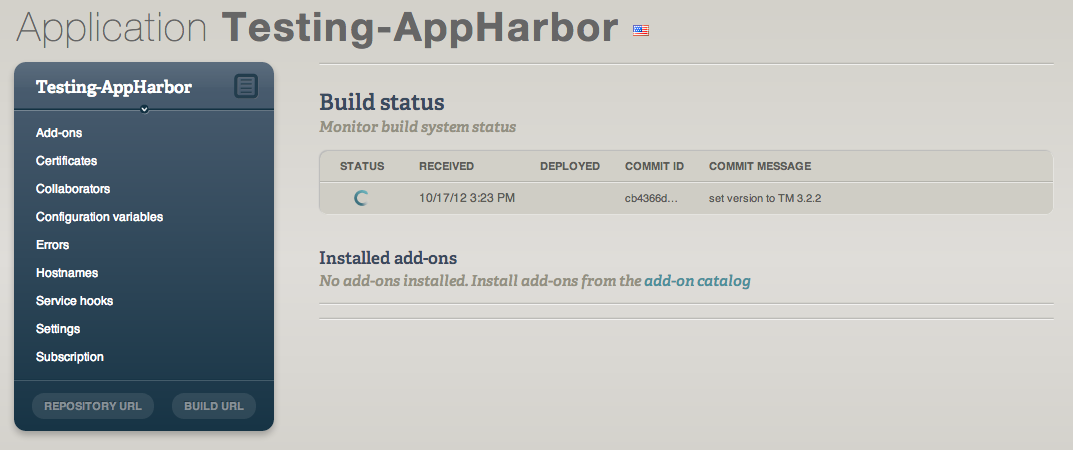 Application Testing-AppHarbor
Testing-AppHarbor
Add-ons
Certificates
Collaborators
Configuration variables
Errors
Hostnames
Service hooks
Settings
Subscription
REPOSITORY URL BUILD URL
Build status
Monitor build system status
STATUS RECEIVED DEPLOYED COMMIT ID COMMIT MESSAGE
10/17/12 3:23 PM cb4366d... set version to TM 3.2.2
Installed add-ons
No add-ons installed. Install add-ons from the add-on catalog